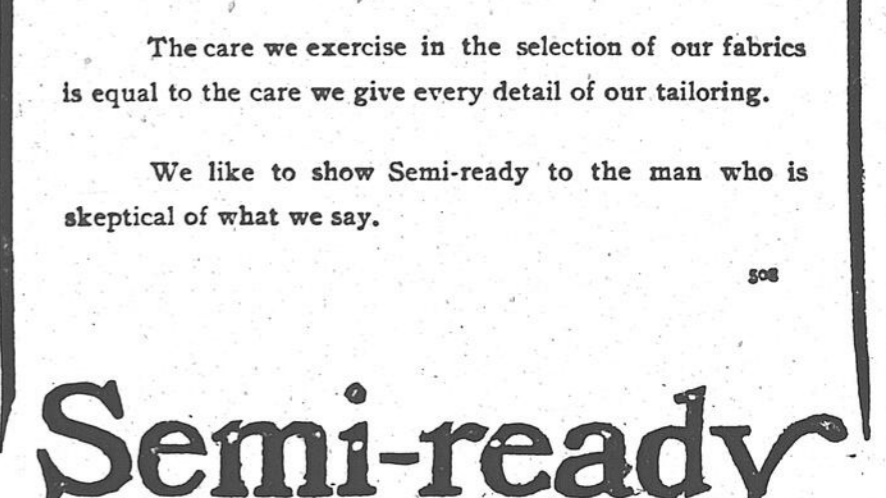 The care we exercise in the selection of our fabrics
is equal to the care we give every detail of our tailoring.
We like to show Semi-ready to the man who is
skeptical of what we say.
Semi-ready